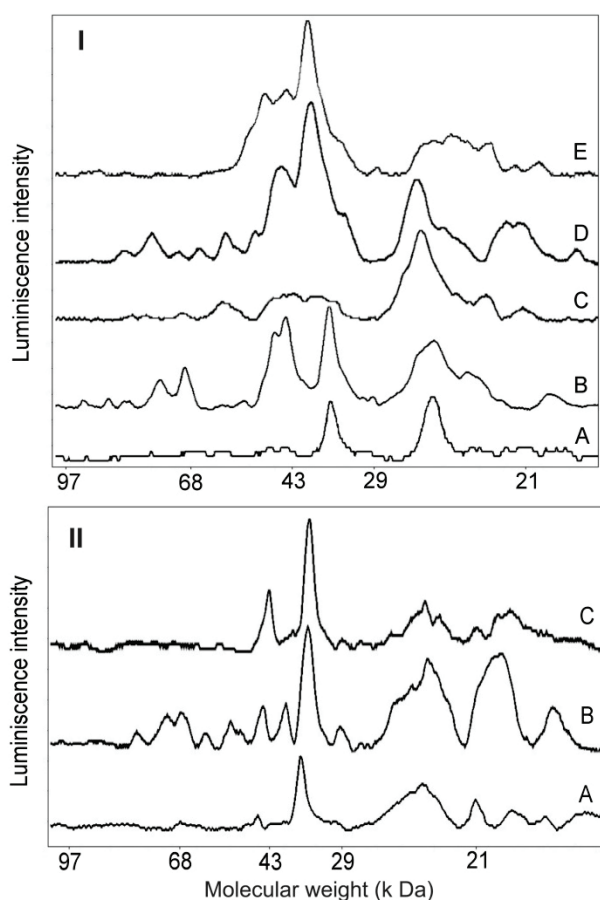 I
Luminiscence intensity
E
D
C
B
A
97 68 43 29 21
II
Luminiscence intensity
C
B
A
97 68 43 29 21
Molecular weight (k Da)